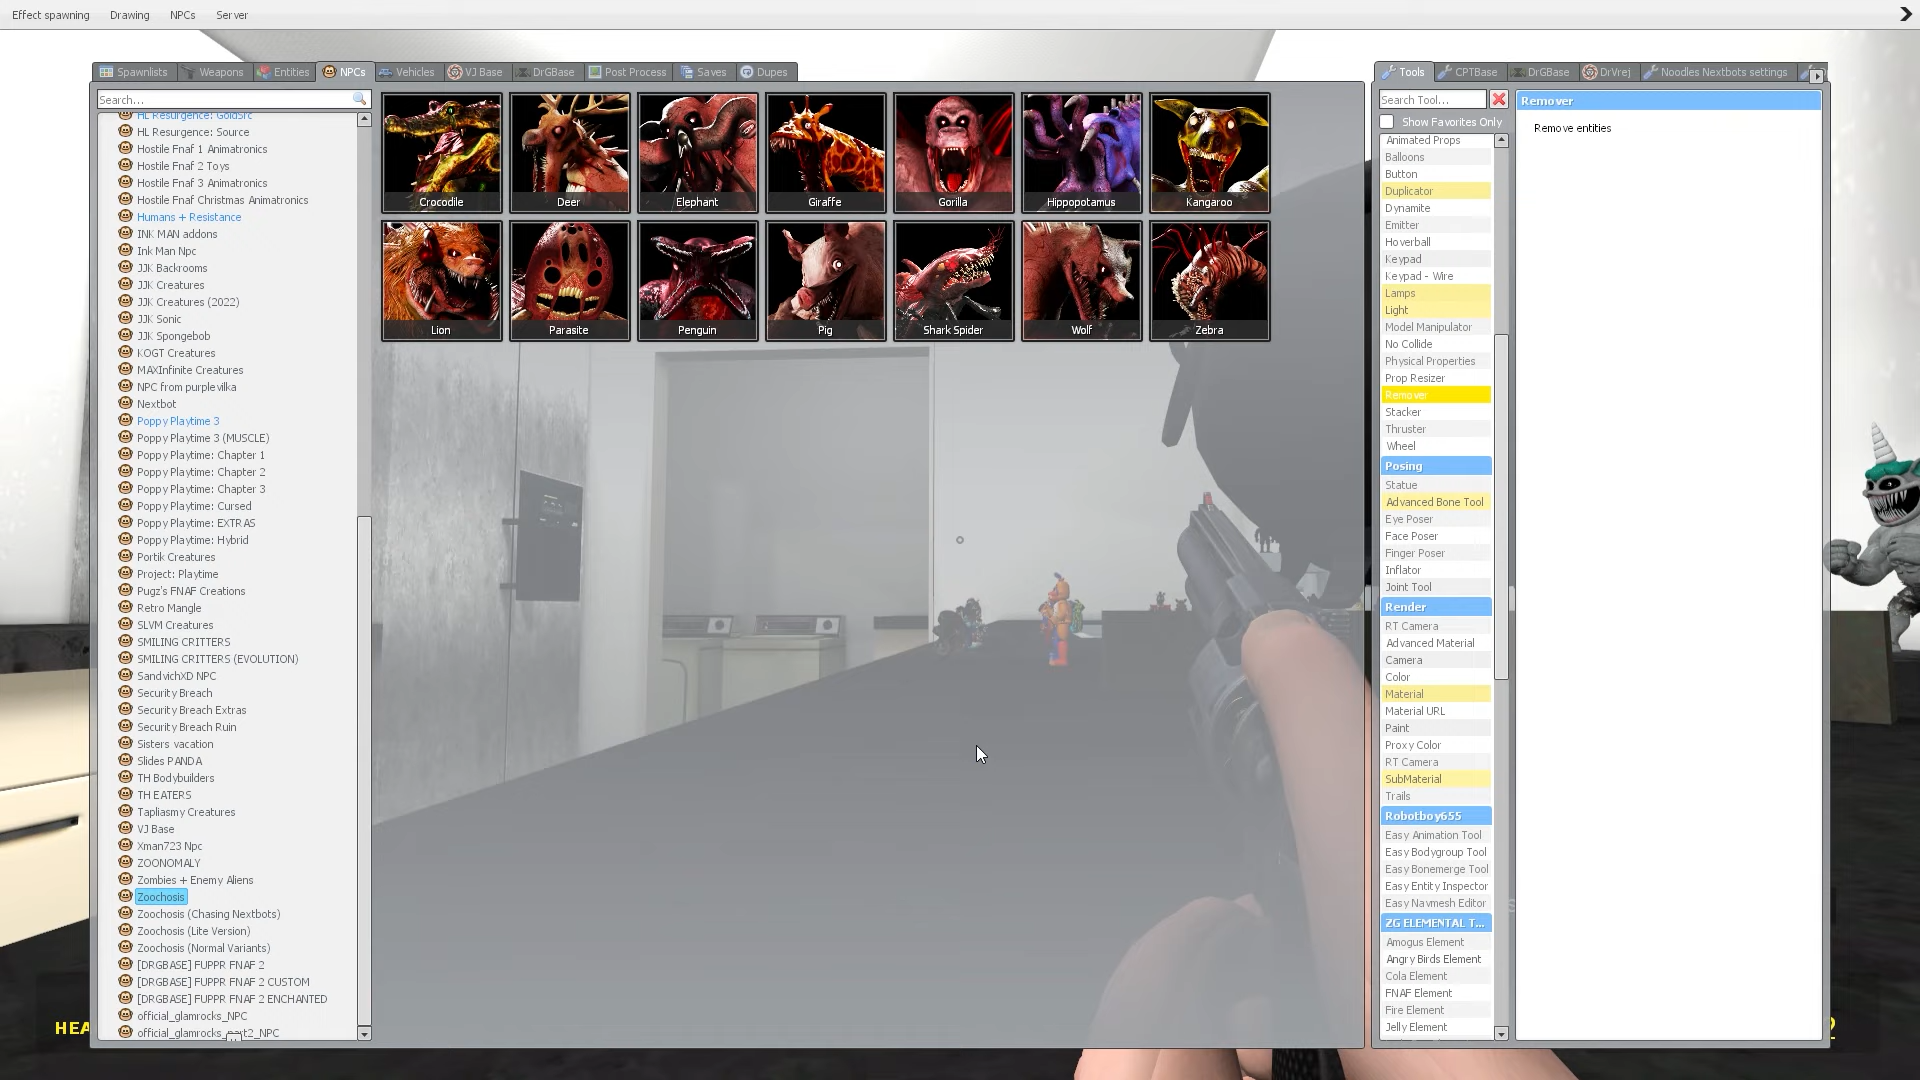 Effect spawning Drawing NPCs Server
Spawnlists Weapons Entities NPCs Vehicles VJ Base DrGBase Post Process Saves Dupes
Search...
HL Resurgence: GoldSrc
HL Resurgence: Source
Hostile Fnaf 1 Animatronics
Hostile Fnaf 2 Toys
Hostile Fnaf 3 Animatronics
Hostile Fnaf Christmas Animatronics
Humans + Resistance
INK MAN addons
Ink Man Npc
JJK Backrooms
JJK Creatures
JJK Creatures (2022)
JJK Sonic
JJK Spongebob
KOGT Creatures
MAXInfinite Creatures
NPC from purplevilka
Nextbot
Poppy Playtime 3
Poppy Playtime 3 (MUSCLE)
Poppy Playtime: Chapter 1
Poppy Playtime: Chapter 2
Poppy Playtime: Chapter 3
Poppy Playtime: Cursed
Poppy Playtime: EXTRAS
Poppy Playtime: Hybrid
Portik Creatures
Project: Playtime
Pugz's FNAF Creations
Retro Mangle
SLVM Creatures
SMILING CRITTERS
SMILING CRITTERS (EVOLUTION)
SandvichXD NPC
Security Breach
Security Breach Extras
Security Breach Ruin
Sisters vacation
Slides PANDA
TH Bodybuilders
TH EATERS
Tapliasmy Creatures
VJ Base
Xman723 Npc
ZOONOMALY
Zombies + Enemy Aliens
Zoochosis
Zoochosis (Chasing Nextbots)
Zoochosis (Lite Version)
Zoochosis (Normal Variants)
[DRGBASE] FUPPR FNAF 2
[DRGBASE] FUPPR FNAF 2 CUSTOM
[DRGBASE] FUPPR FNAF 2 ENCHANTED
official_glamrocks_NPC
official_glamrocks_part2_NPC
Crocodile Deer Elephant Giraffe Gorilla Hippopotamus Kangaroo
Lion Parasite Penguin Pig Shark Spider Wolf Zebra
Tools CPTBase DrGBase DrVrej Noodles Nextbots settings
Search Tool...
Show Favorites Only
Animated Props
Balloons
Button
Duplicator
Dynamite
Emitter
Hoverball
Keypad
Keypad - Wire
Lamps
Light
Model Manipulator
No Collide
Physical Properties
Prop Resizer
Remover
Stacker
Thruster
Wheel
Posing
Statue
Advanced Bone Tool
Eye Poser
Face Poser
Finger Poser
Inflator
Joint Tool
Render
RT Camera
Advanced Material
Camera
Color
Material
Material URL
Paint
Proxy Color
RT Camera
SubMaterial
Trails
Robotboy655
Easy Animation Tool
Easy Bodygroup Tool
Easy Bonemerge Tool
Easy Entity Inspector
Easy Navmesh Editor
ZG ELEMENTAL T...
Amogus Element
Angry Birds Element
Cola Element
FNAF Element
Fire Element
Jelly Element
Remover
Remove entities
HEA